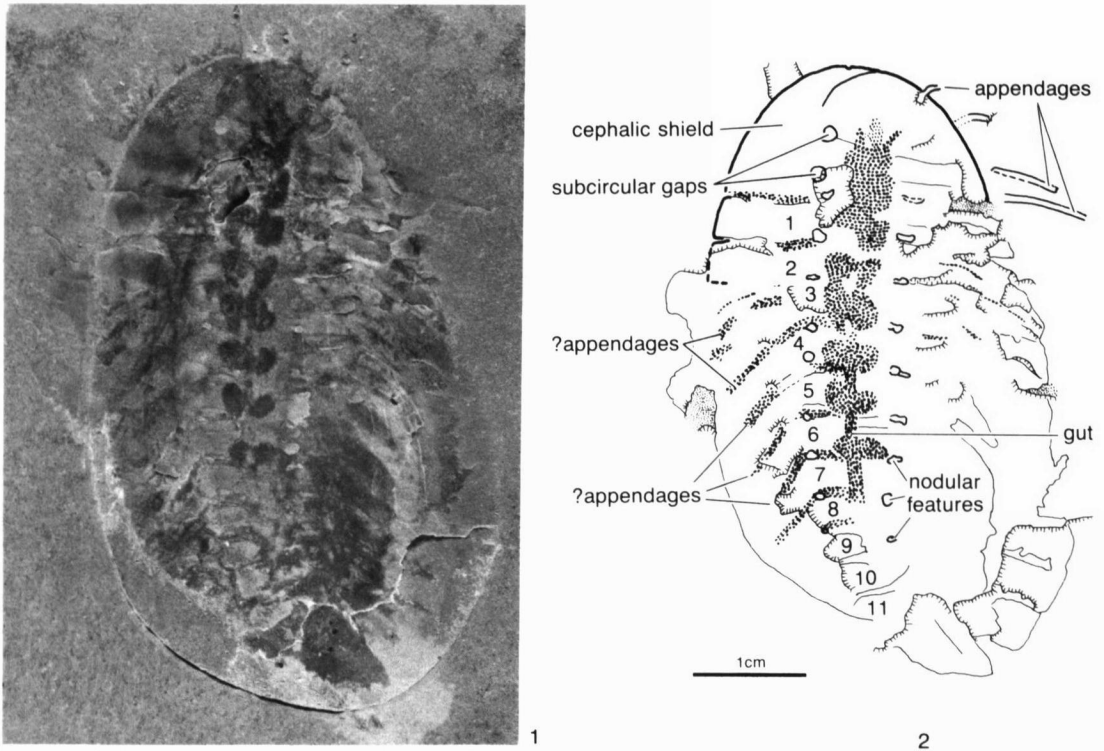 appendages
cephalic shield
subcircular gaps
1
2
3
?appendages
4
5
6
gut
7
nodular
features
?appendages
8
9
10
11
1cm
1
2